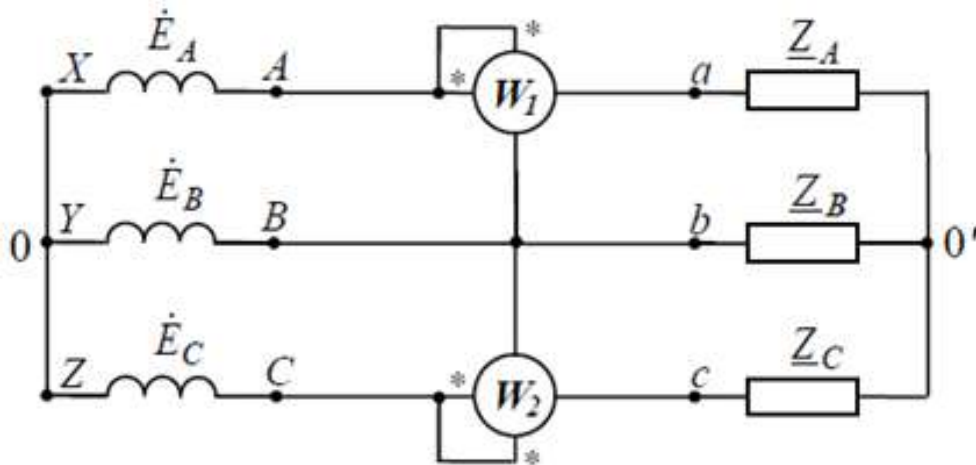 X Ė_A A * * W₁ a Z_A
0 Y Ė_B B b Z_B 0'
Z Ė_C C * W₂ * c Z_C